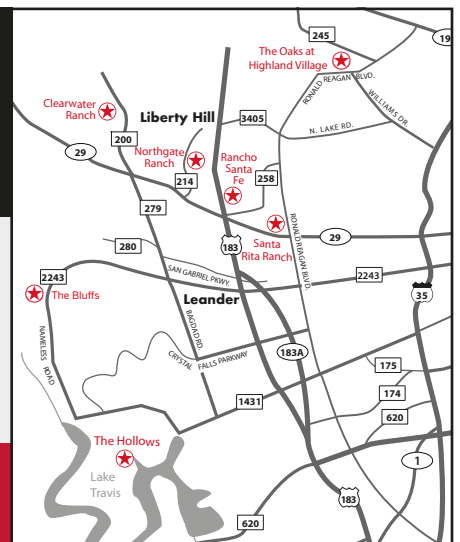 245
19
The Oaks at
Highland Village
RONALD REAGAN BLVD.
WILLIAMS DR.
Clearwater
Ranch
Liberty Hill
3405
N. LAKE RD.
200
29
Northgate
Ranch
Rancho
Santa
Fe
214
258
279
RONALD REAGAN BLVD.
280
183
Santa
Rita Ranch
29
2243
SAN GABRIEL PKWY.
2243
The Bluffs
Leander
35
NAMELESS ROAD
BAGDAD RD.
CRYSTAL FALLS PARKWAY
183A
175
174
1431
620
The Hollows
1
Lake
Travis
183
620